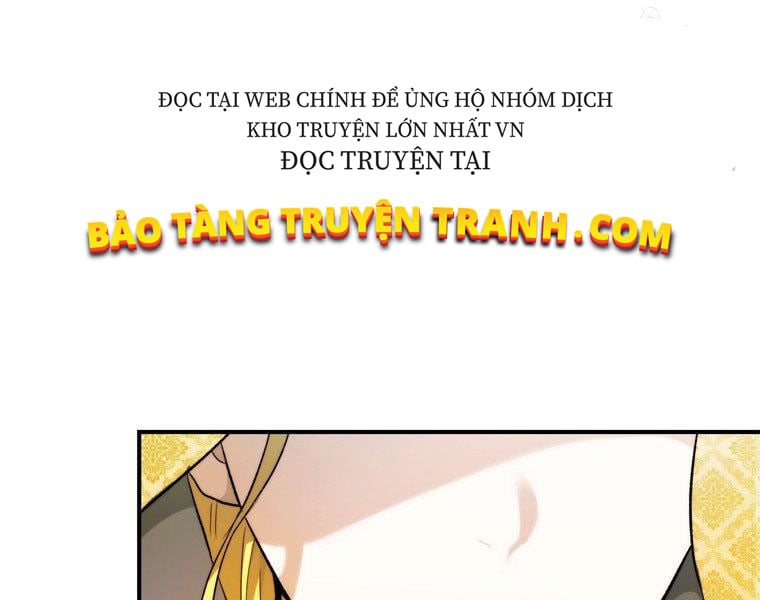 ĐỌC TẠI WEB CHÍNH ĐỂ ỦNG HỘ NHÓM DỊCH
KHO TRUYỆN LỚN NHẤT VN
ĐỌC TRUYỆN TẠI
BẢO TÀNG TRUYỆN TRANH.COM